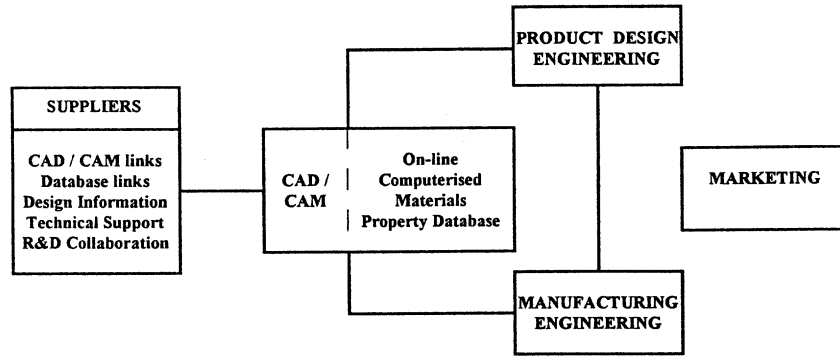 PRODUCT DESIGN
ENGINEERING
SUPPLIERS
CAD / CAM links
Database links
Design Information
Technical Support
R&D Collaboration
CAD /
CAM
On-line
Computerised
Materials
Property Database
MARKETING
MANUFACTURING
ENGINEERING